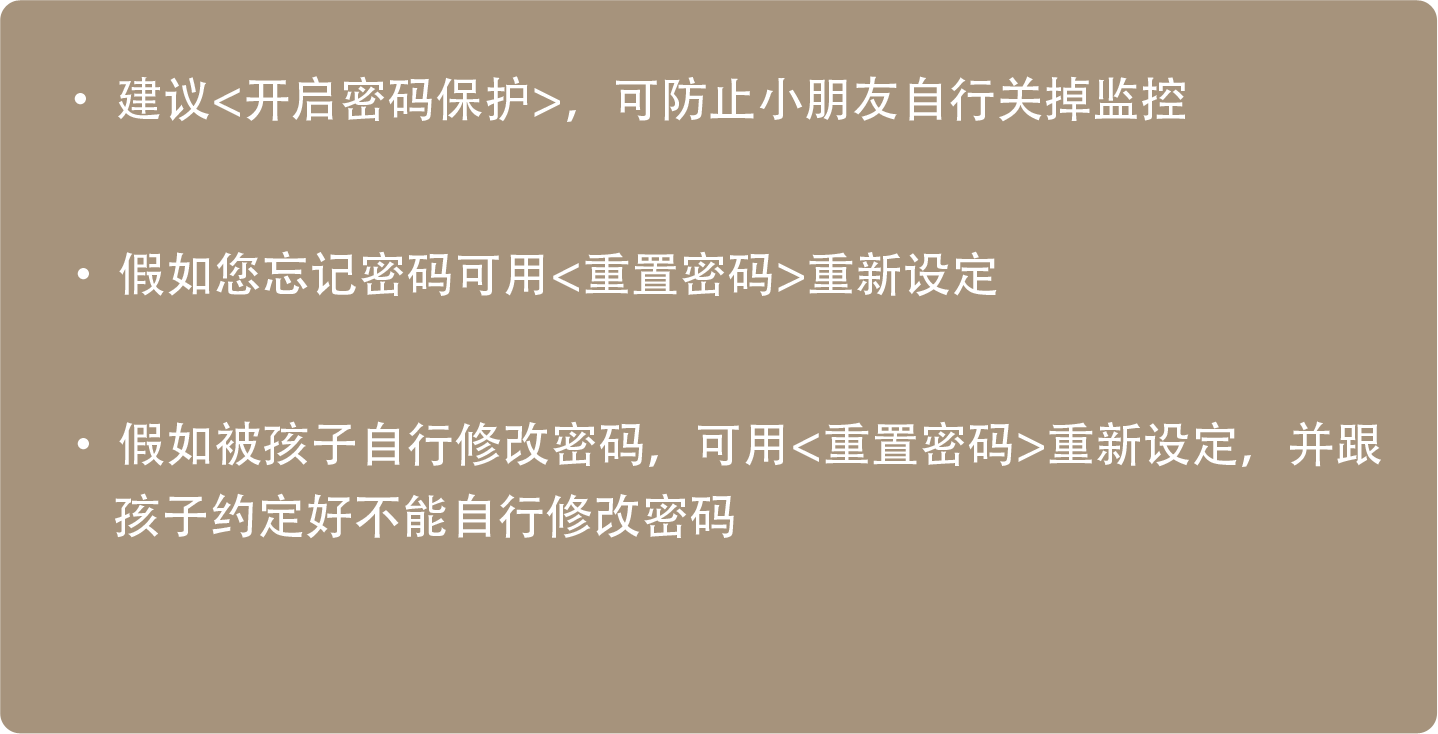 • 建议<开启密码保护>，可防止小朋友自行关掉监控
• 假如您忘记密码可用<重置密码>重新设定
• 假如被孩子自行修改密码，可用<重置密码>重新设定，并跟
孩子约定好不能自行修改密码